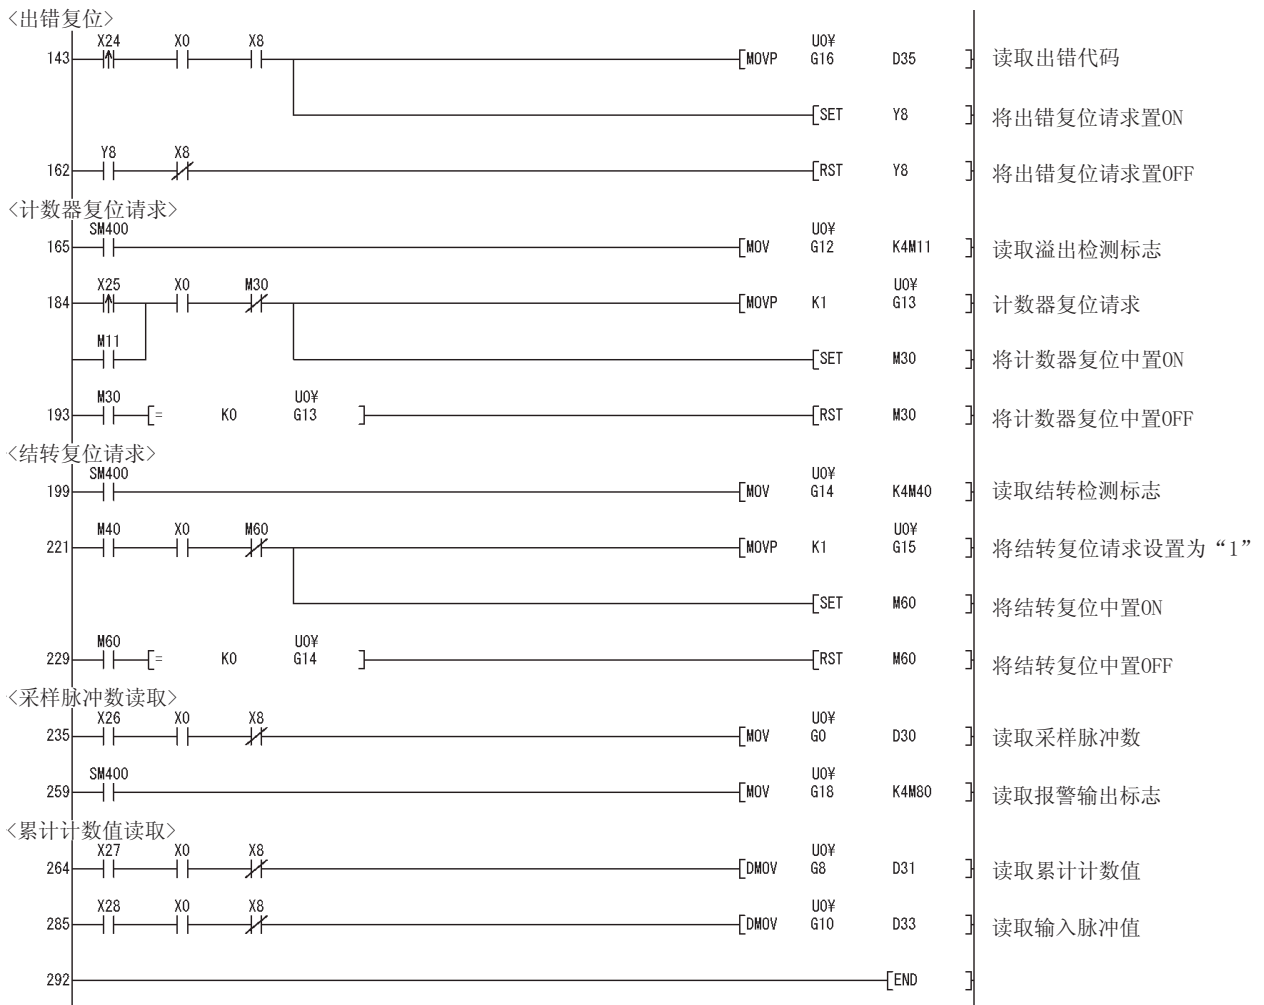 <出错复位>
X24 X0 X8 U0¥
143 MOVP G16 D35 读取出错代码
SET Y8 将出错复位请求置ON
Y8 X8
162 RST Y8 将出错复位请求置OFF
<计数器复位请求>
SM400 U0¥
165 MOV G12 K4M11 读取溢出检测标志
X25 X0 M30 U0¥
184 MOVP K1 G13 计数器复位请求
M11
SET M30 将计数器复位中置ON
M30 U0¥
193 = K0 G13 RST M30 将计数器复位中置OFF
<结转复位请求>
SM400 U0¥
199 MOV G14 K4M40 读取结转检测标志
M40 X0 M60 U0¥
221 MOVP K1 G15 将结转复位请求设置为“1”
SET M60 将结转复位中置ON
M60 U0¥
229 = K0 G14 RST M60 将结转复位中置OFF
<采样脉冲数读取>
X26 X0 X8 U0¥
235 MOV G0 D30 读取采样脉冲数
SM400 U0¥
259 MOV G18 K4M80 读取报警输出标志
<累计计数值读取>
X27 X0 X8 U0¥
264 DMOV G8 D31 读取累计计数值
X28 X0 X8 U0¥
285 DMOV G10 D33 读取输入脉冲值
292 END